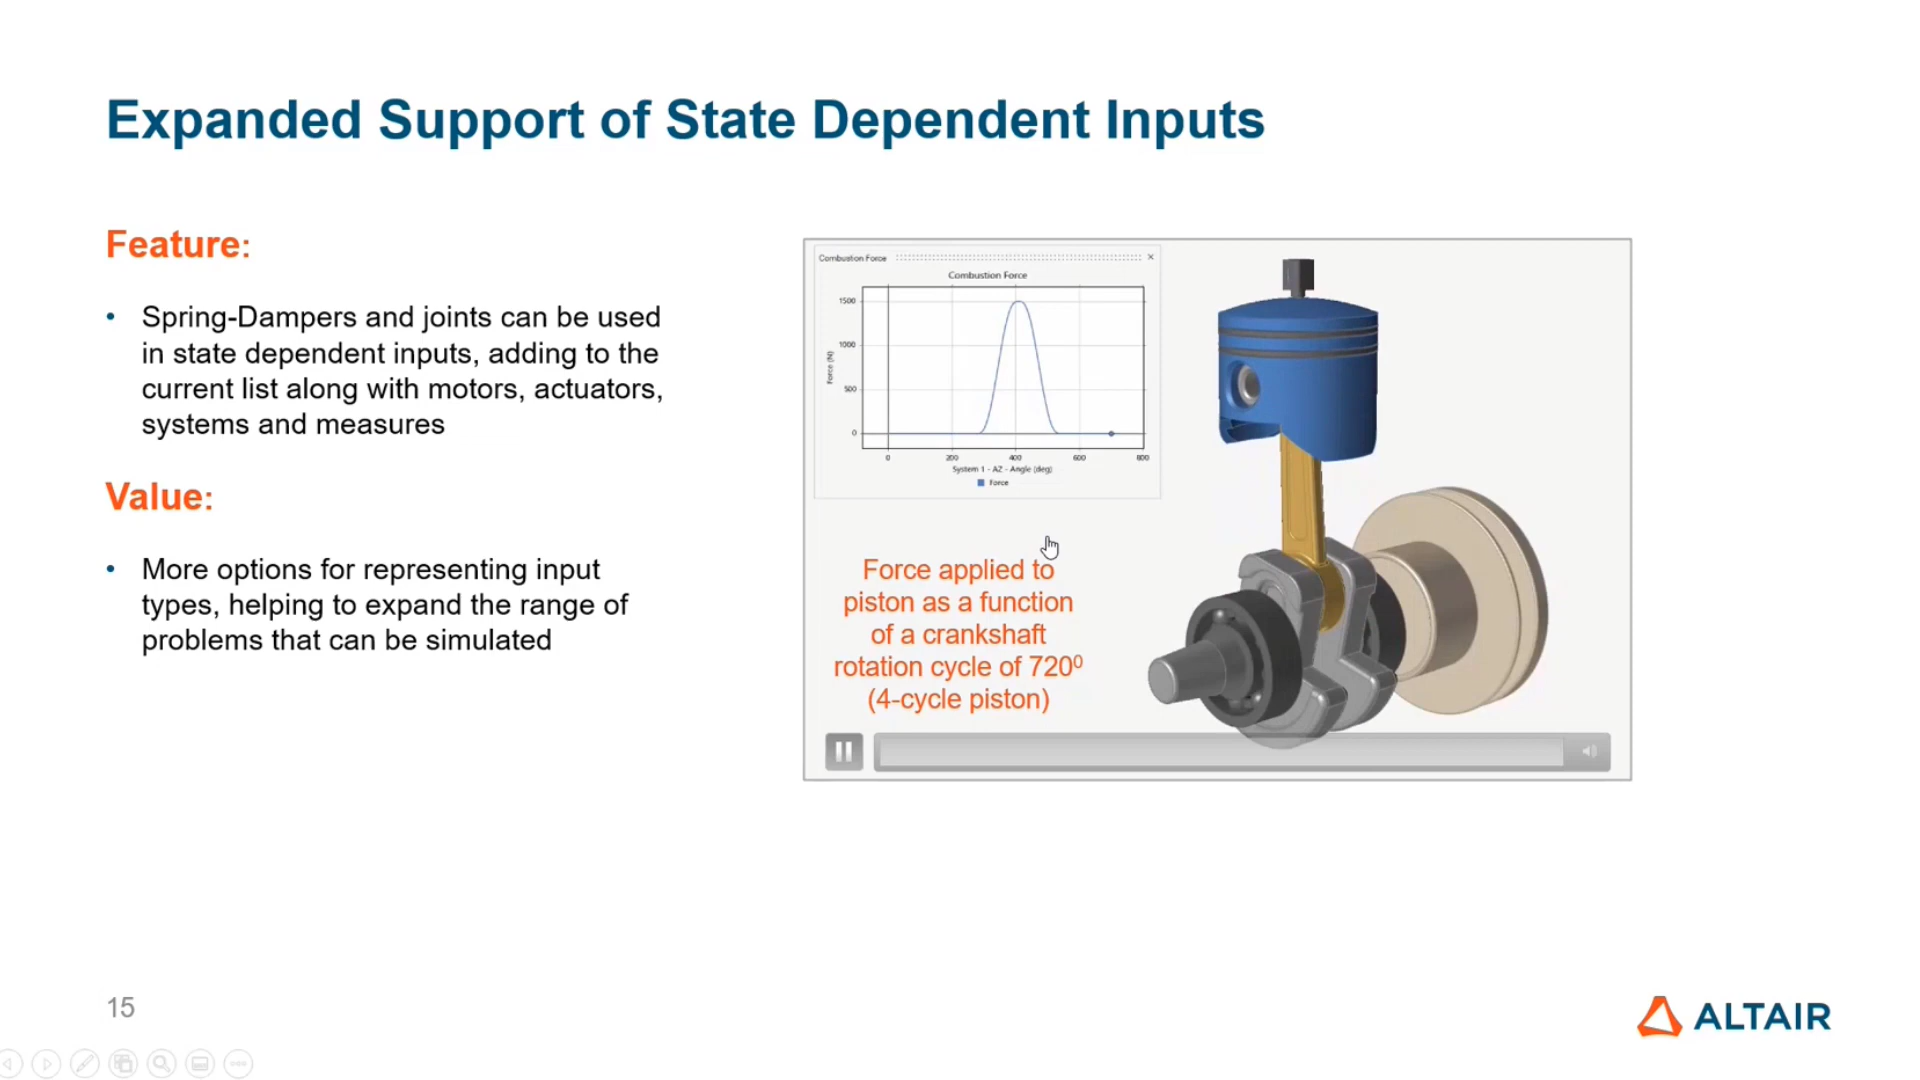 Expanded Support of State Dependent Inputs
Feature:
• Spring-Dampers and joints can be used
in state dependent inputs, adding to the
current list along with motors, actuators,
systems and measures
Value:
• More options for representing input
types, helping to expand the range of
problems that can be simulated
Combustion Force
×
Combustion Force
1500
1000
500
0
Force (N)
0 200 400 600 800
System 1 - AZ - Angle (deg)
Force
Force applied to
piston as a function
of a crankshaft
rotation cycle of 720⁰
(4-cycle piston)
15
ALTAIR